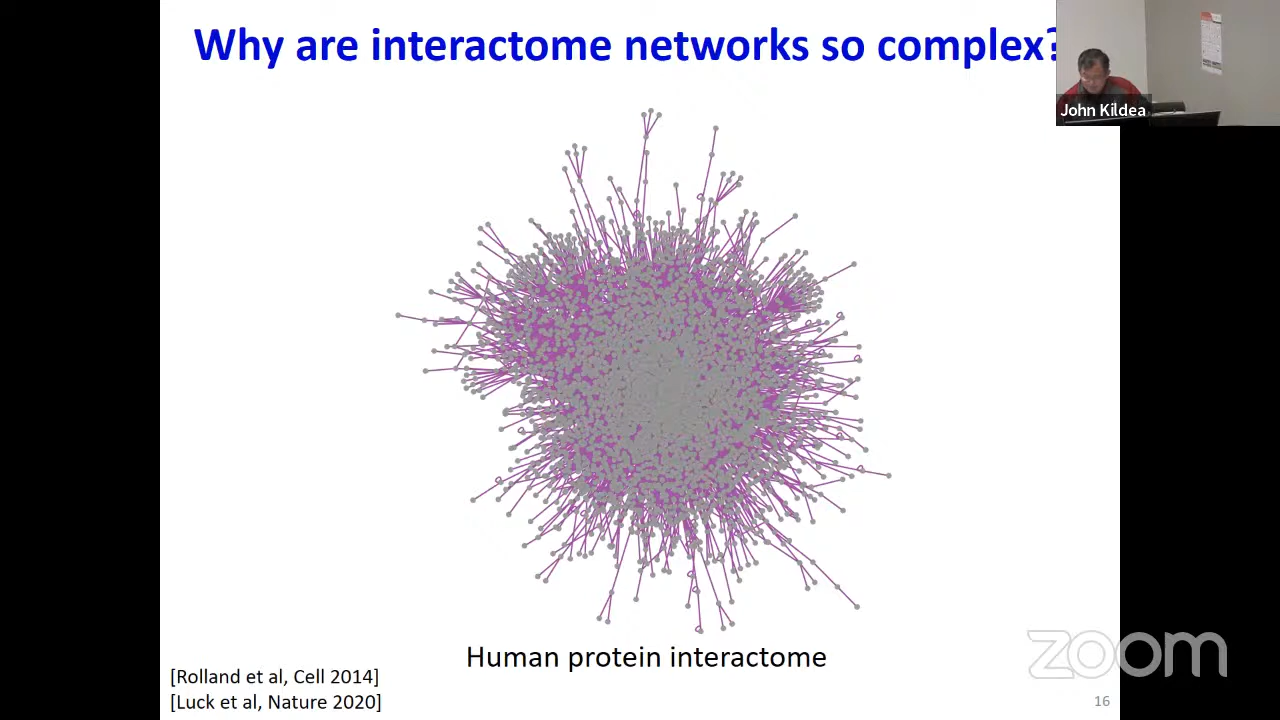 Why are interactome networks so complex?
John Kildea
Human protein interactome
[Rolland et al, Cell 2014]
[Luck et al, Nature 2020]
zoom
16